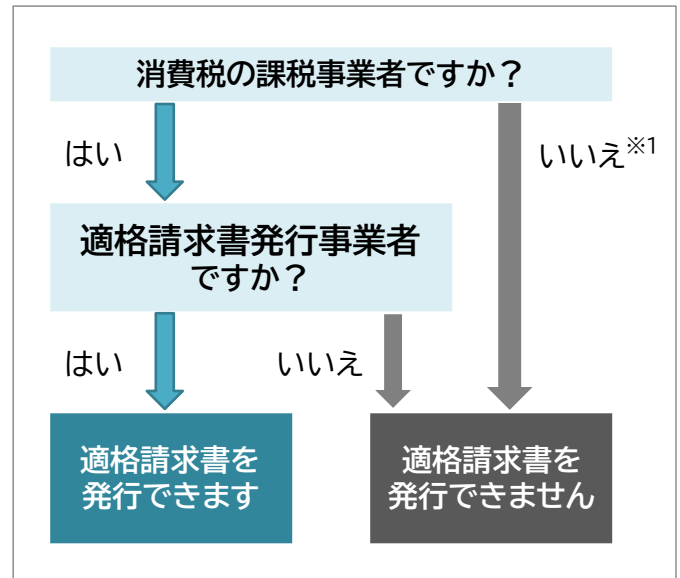 消費税の課税事業者ですか？
はい
いいえ※1
適格請求書発行事業者
ですか？
はい
いいえ
適格請求書を
発行できます
適格請求書を
発行できません